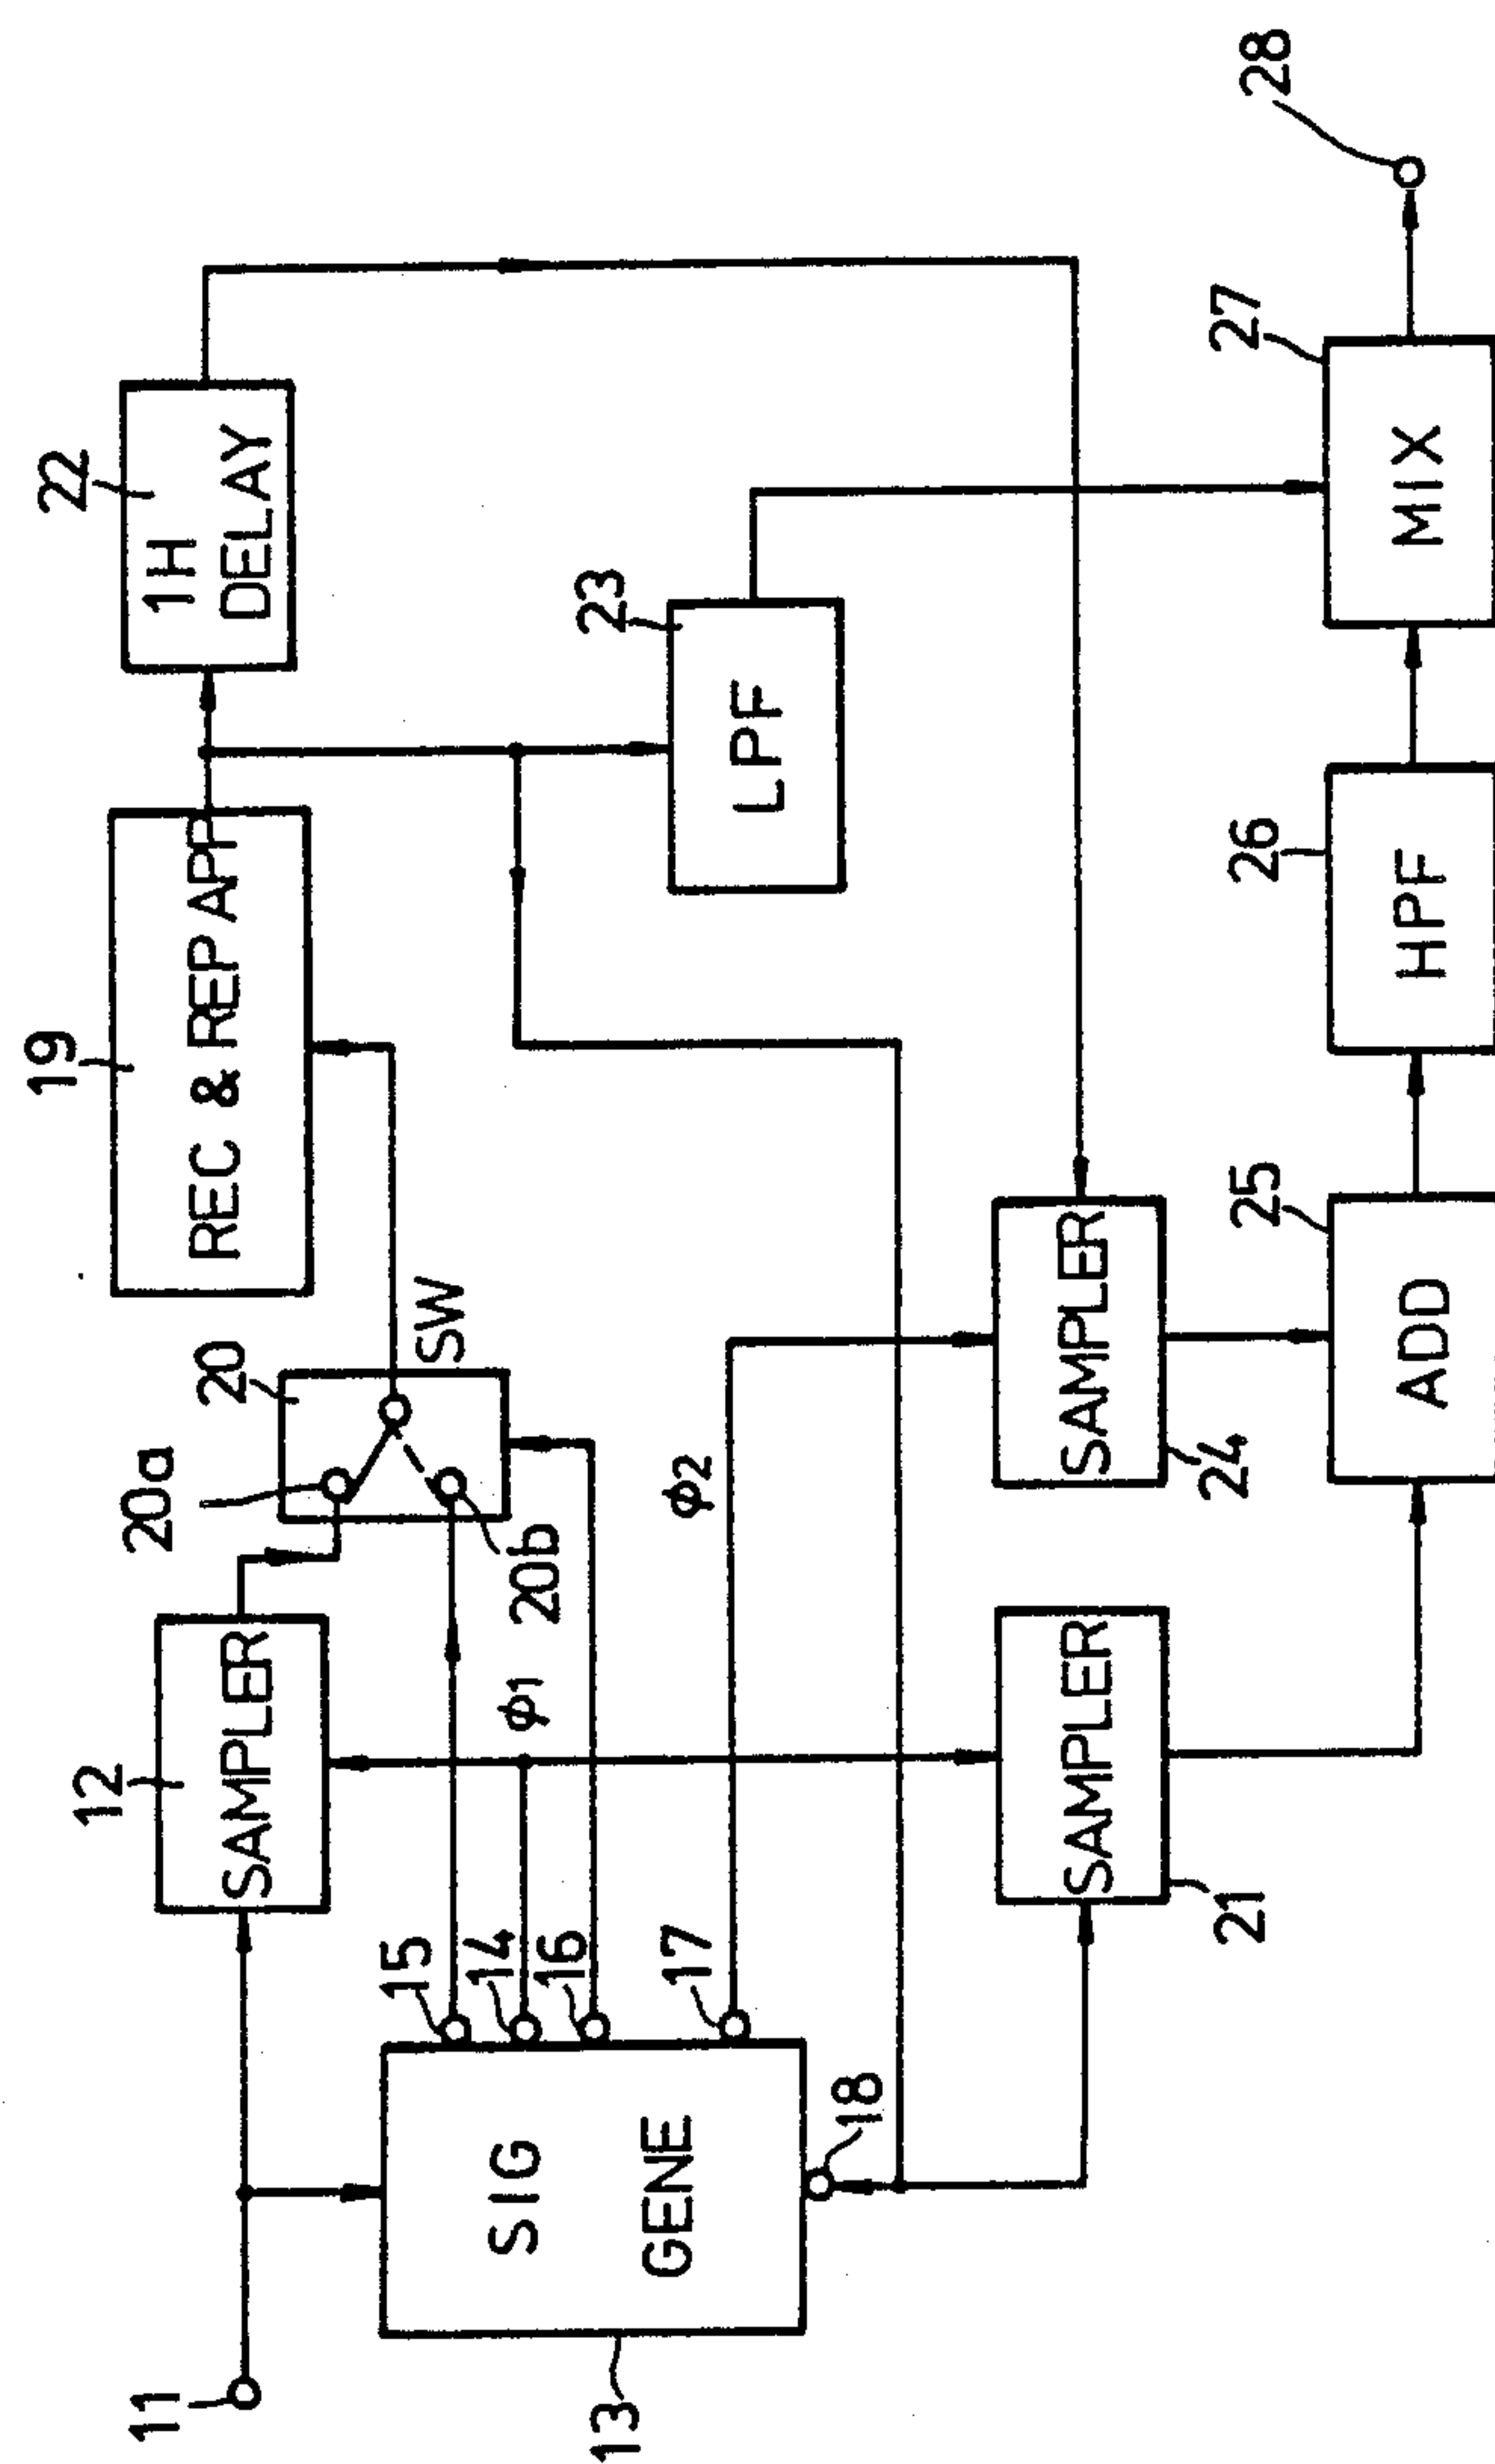 19
22
REC & REP APP
1H
DELAY
12
20a
20
SAMPLER
SW
20b
23
LPF
11
15
14
16
φ1
φ2
17
SIG
GENE
13
18
SAMPLER
21
SAMPLER
24
25
ADD
26
HPF
27
MIX
28